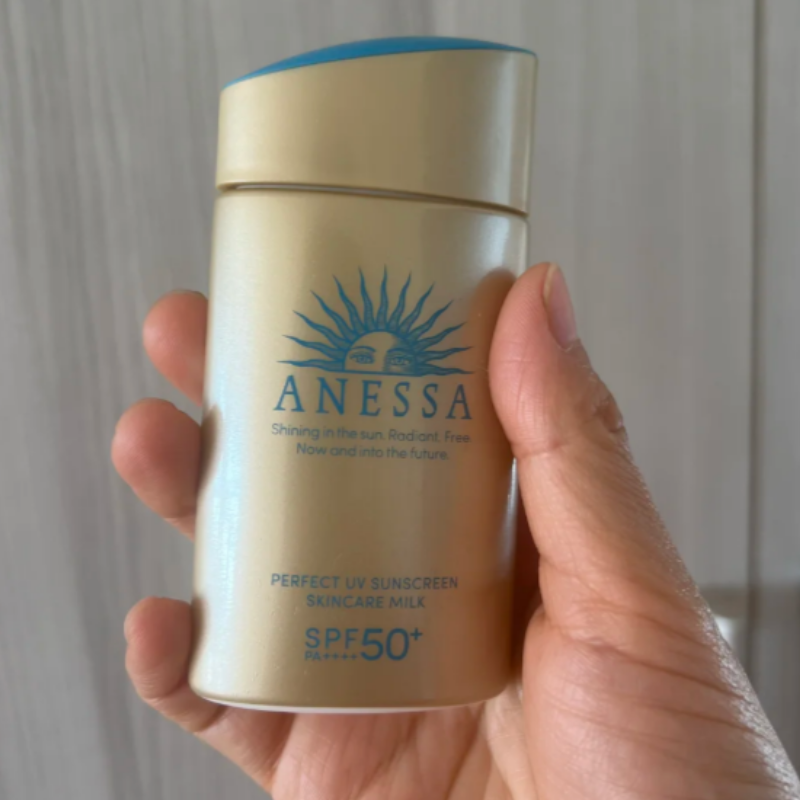 ANESSA
Shining in the sun. Radiant. Free.
Now and into the future.
PERFECT UV SUNSCREEN
SKINCARE MILK
SPF50+
PA++++